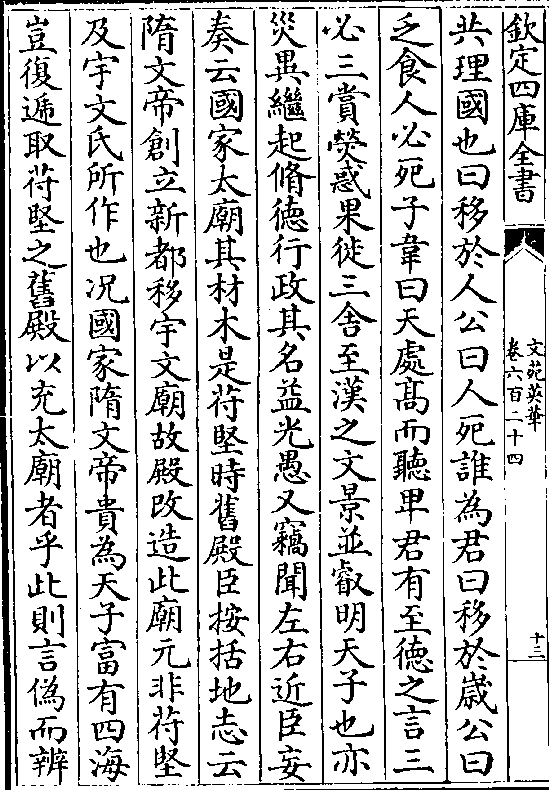 欽定四庫全書
文苑英華
卷六百二十四
十三
共理國也曰移於人公曰人死誰為君曰移於歳公曰
乏食人必死子韋曰天處髙而聽卑君有至徳之言三
必三賞熒惑果徙三舍至漢之文景並叡明天子也亦
災異繼起脩徳行政其名益光愚又竊聞左右近臣妄
奏云國家太廟其材木是苻堅時舊殿臣按括地志云
隋文帝創立新都移宇文廟故殿改造此廟元非苻堅
及宇文氏所作也况國家隋文帝貴為天子富有四海
豈復遞取苻堅之舊殿以充太廟者乎此則言偽而辨